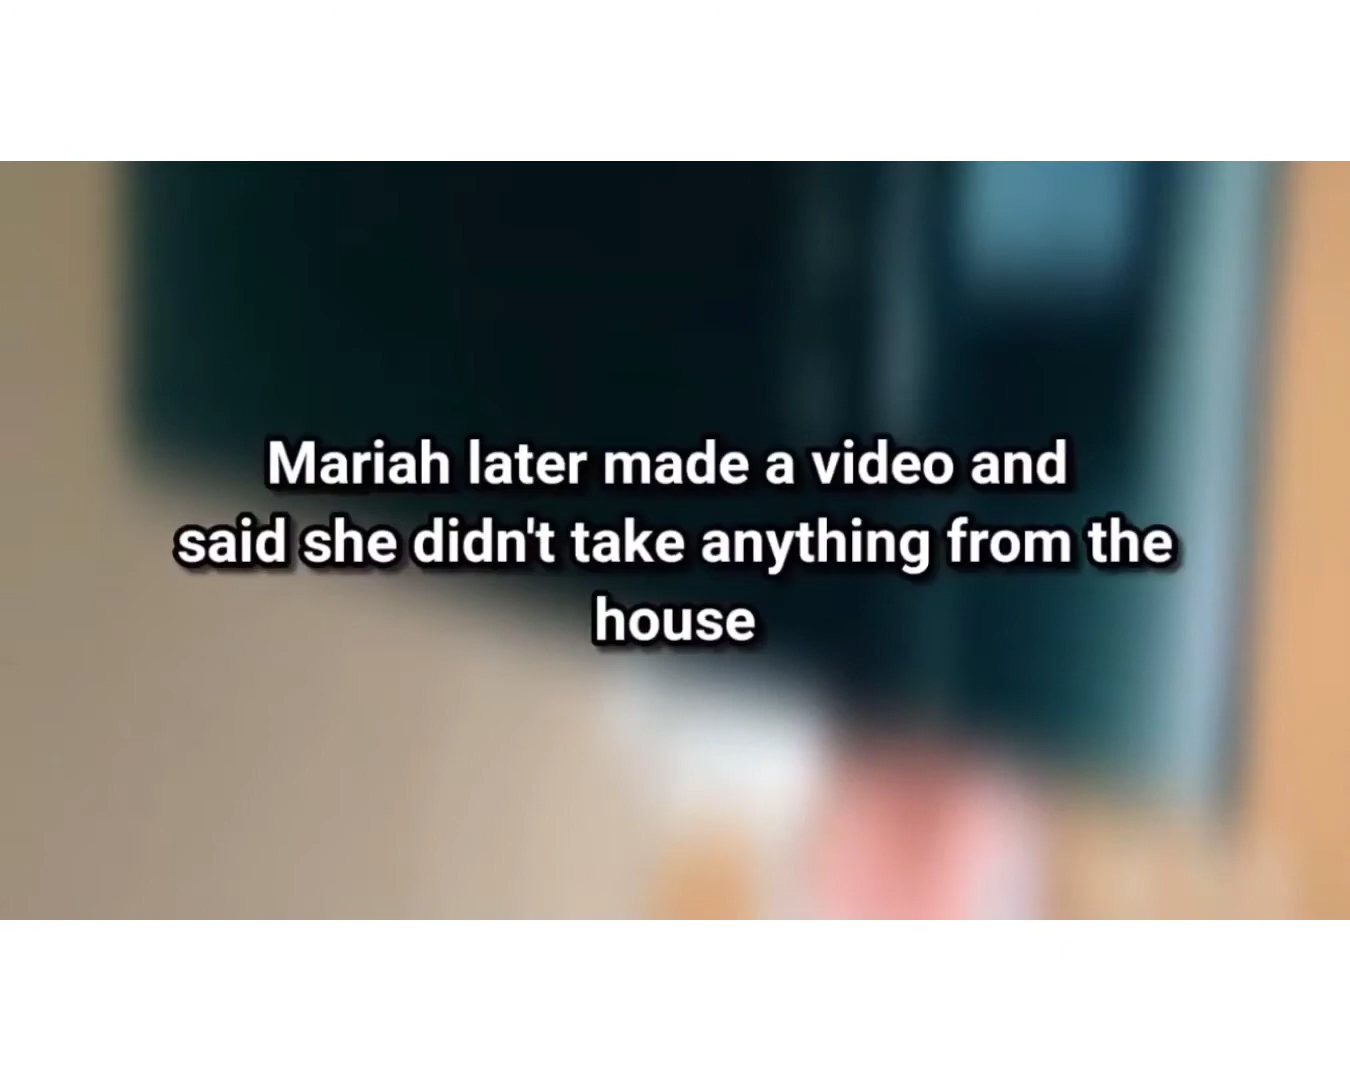 Mariah later made a video and
said she didn't take anything from the
house